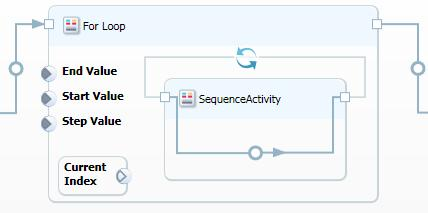 For Loop
End Value
Start Value
Step Value
SequenceActivity
Current
Index